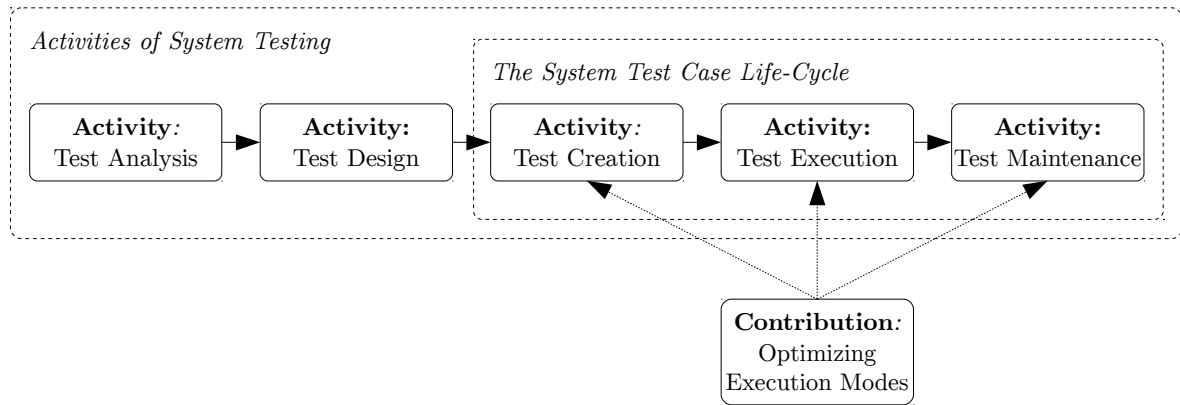 Activities of System Testing
The System Test Case Life-Cycle
Activity:
Test Analysis
Activity:
Test Design
Activity:
Test Creation
Activity:
Test Execution
Activity:
Test Maintenance
Contribution:
Optimizing
Execution Modes